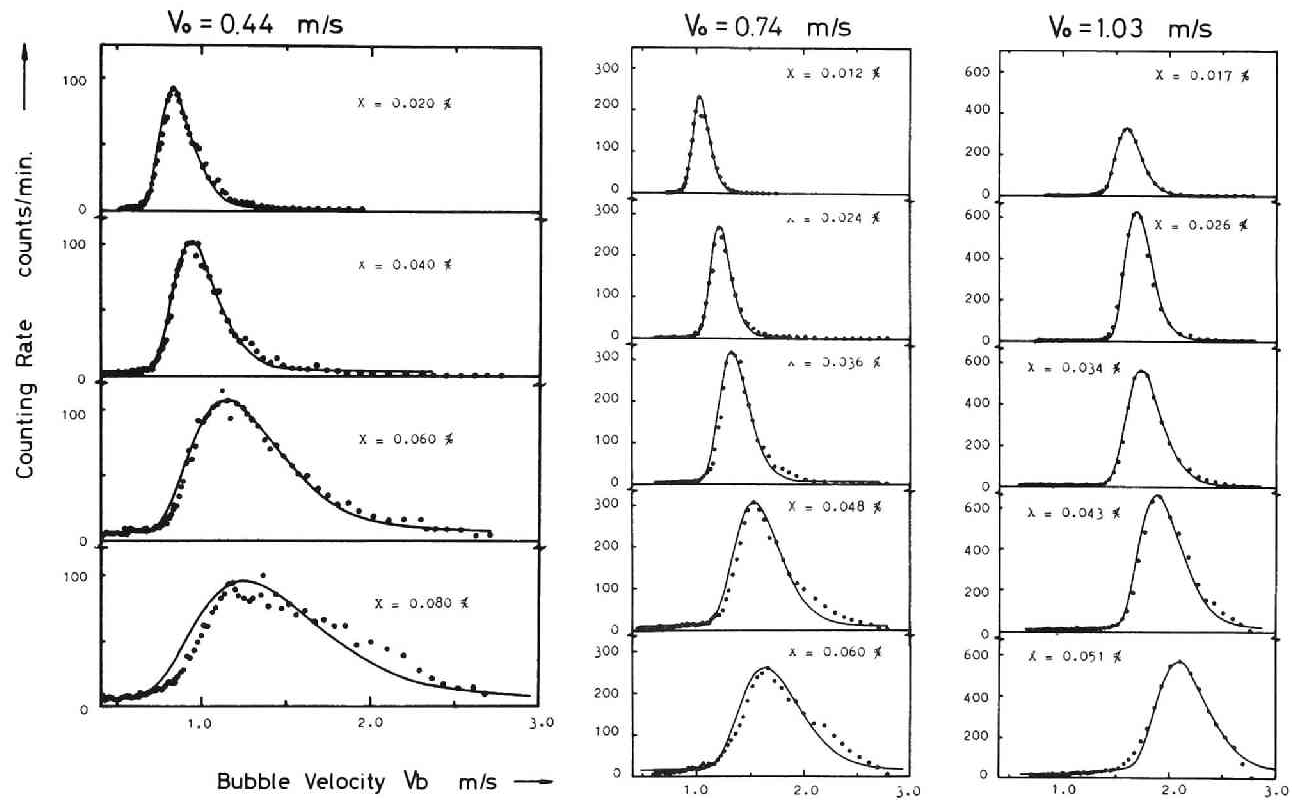 V₀ = 0.44 m/s
V₀ = 0.74 m/s
V₀ = 1.03 m/s
Counting Rate counts/min.
100
X = 0.020 %
0
100
X = 0.040 %
0
100
X = 0.060 %
0
100
X = 0.080 %
0
1.0 2.0 3.0
300
X = 0.012 %
200
100
0
300
= 0.024 %
200
100
0
300
= 0.036 %
200
100
0
300
X = 0.048 %
200
100
0
300
X = 0.060 %
200
100
0
1.0 2.0 3.0
600
X = 0.017 %
400
200
0
600
X = 0.026 %
400
200
0
600
X = 0.034 %
400
200
0
600
X = 0.043 %
400
200
0
600
X = 0.051 %
400
200
0
1.0 2.0 3.0
Bubble Velocity Vb m/s